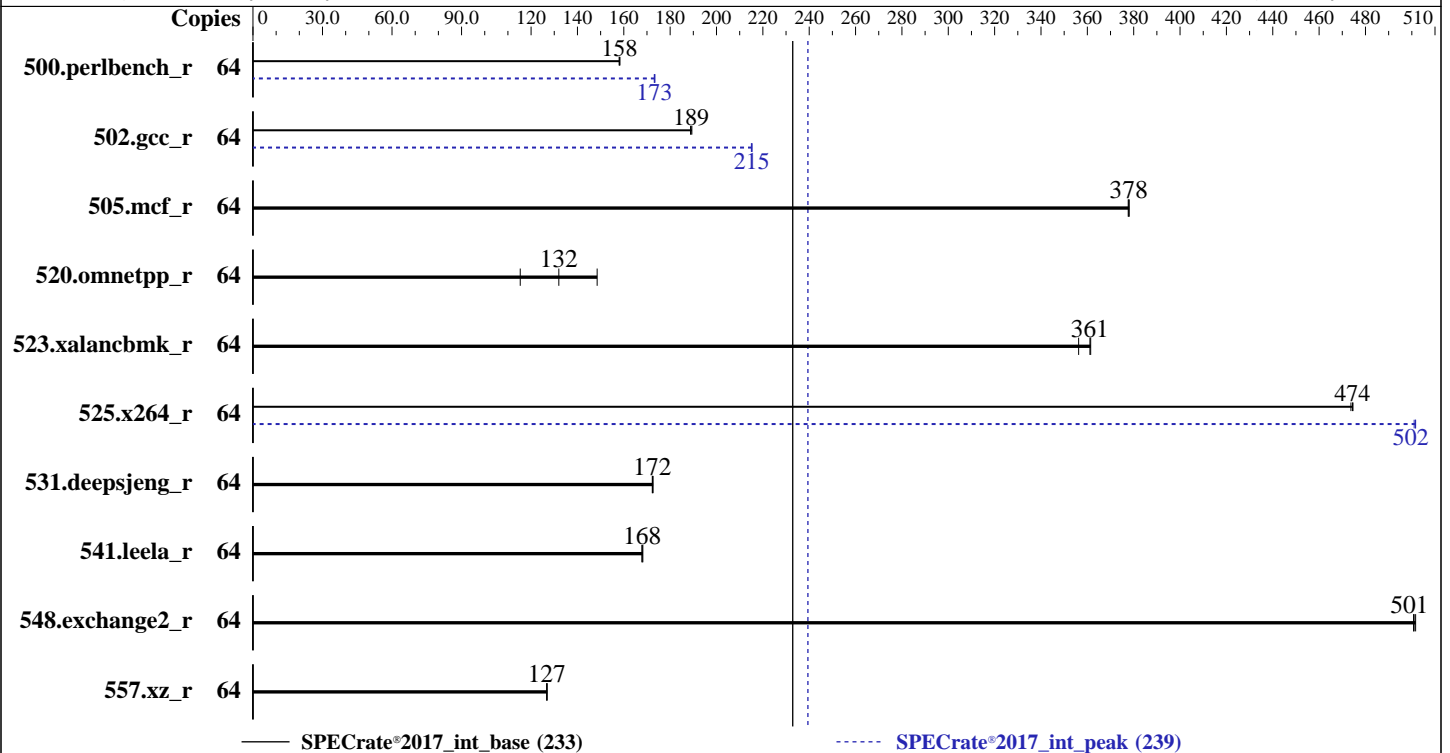 Copies 0 30.0 60.0 90.0 120 140 160 180 200 220 240 260 280 300 320 340 360 380 400 420 440 460 480 510
158
500.perlbench_r 64
173
189
502.gcc_r 64
215
378
505.mcf_r 64
132
520.omnetpp_r 64
361
523.xalancbmk_r 64
474
525.x264_r 64
502
172
531.deepsjeng_r 64
168
541.leela_r 64
501
548.exchange2_r 64
127
557.xz_r 64
SPECrate®2017_int_base (233) SPECrate®2017_int_peak (239)